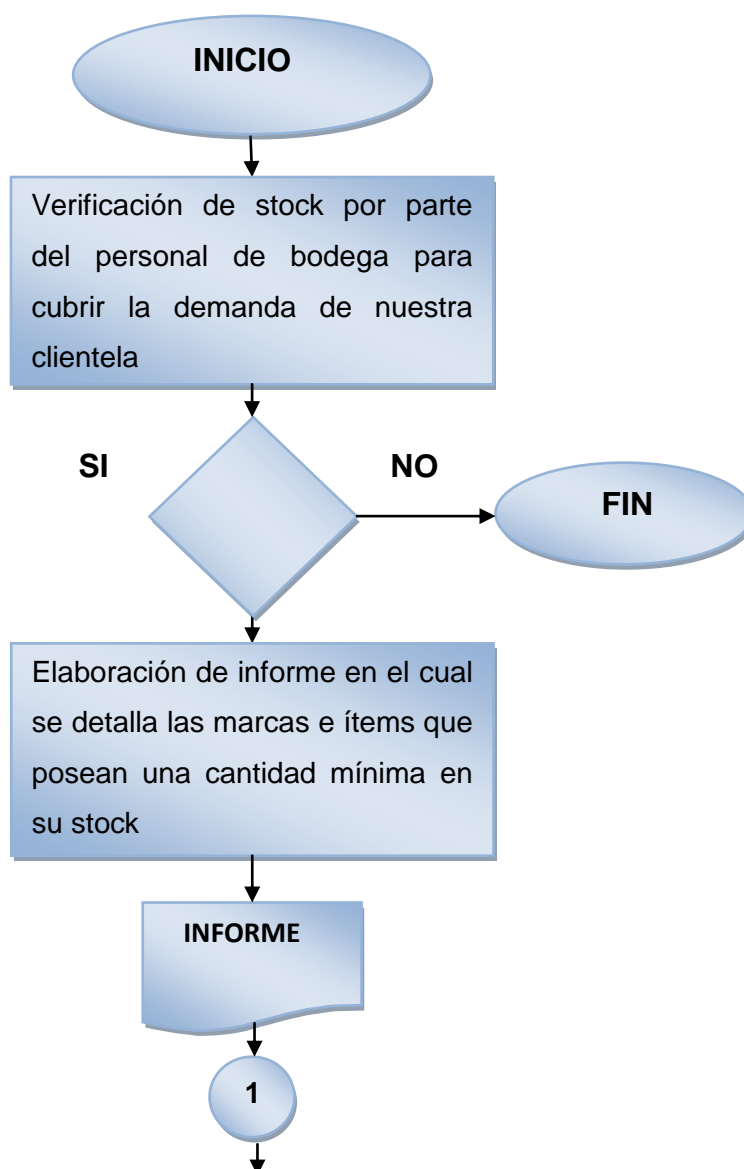 INICIO
Verificación de stock por parte
del personal de bodega para
cubrir la demanda de nuestra
clientela
SI
NO
FIN
Elaboración de informe en el cual
se detalla las marcas e ítems que
posean una cantidad mínima en
su stock
INFORME
1